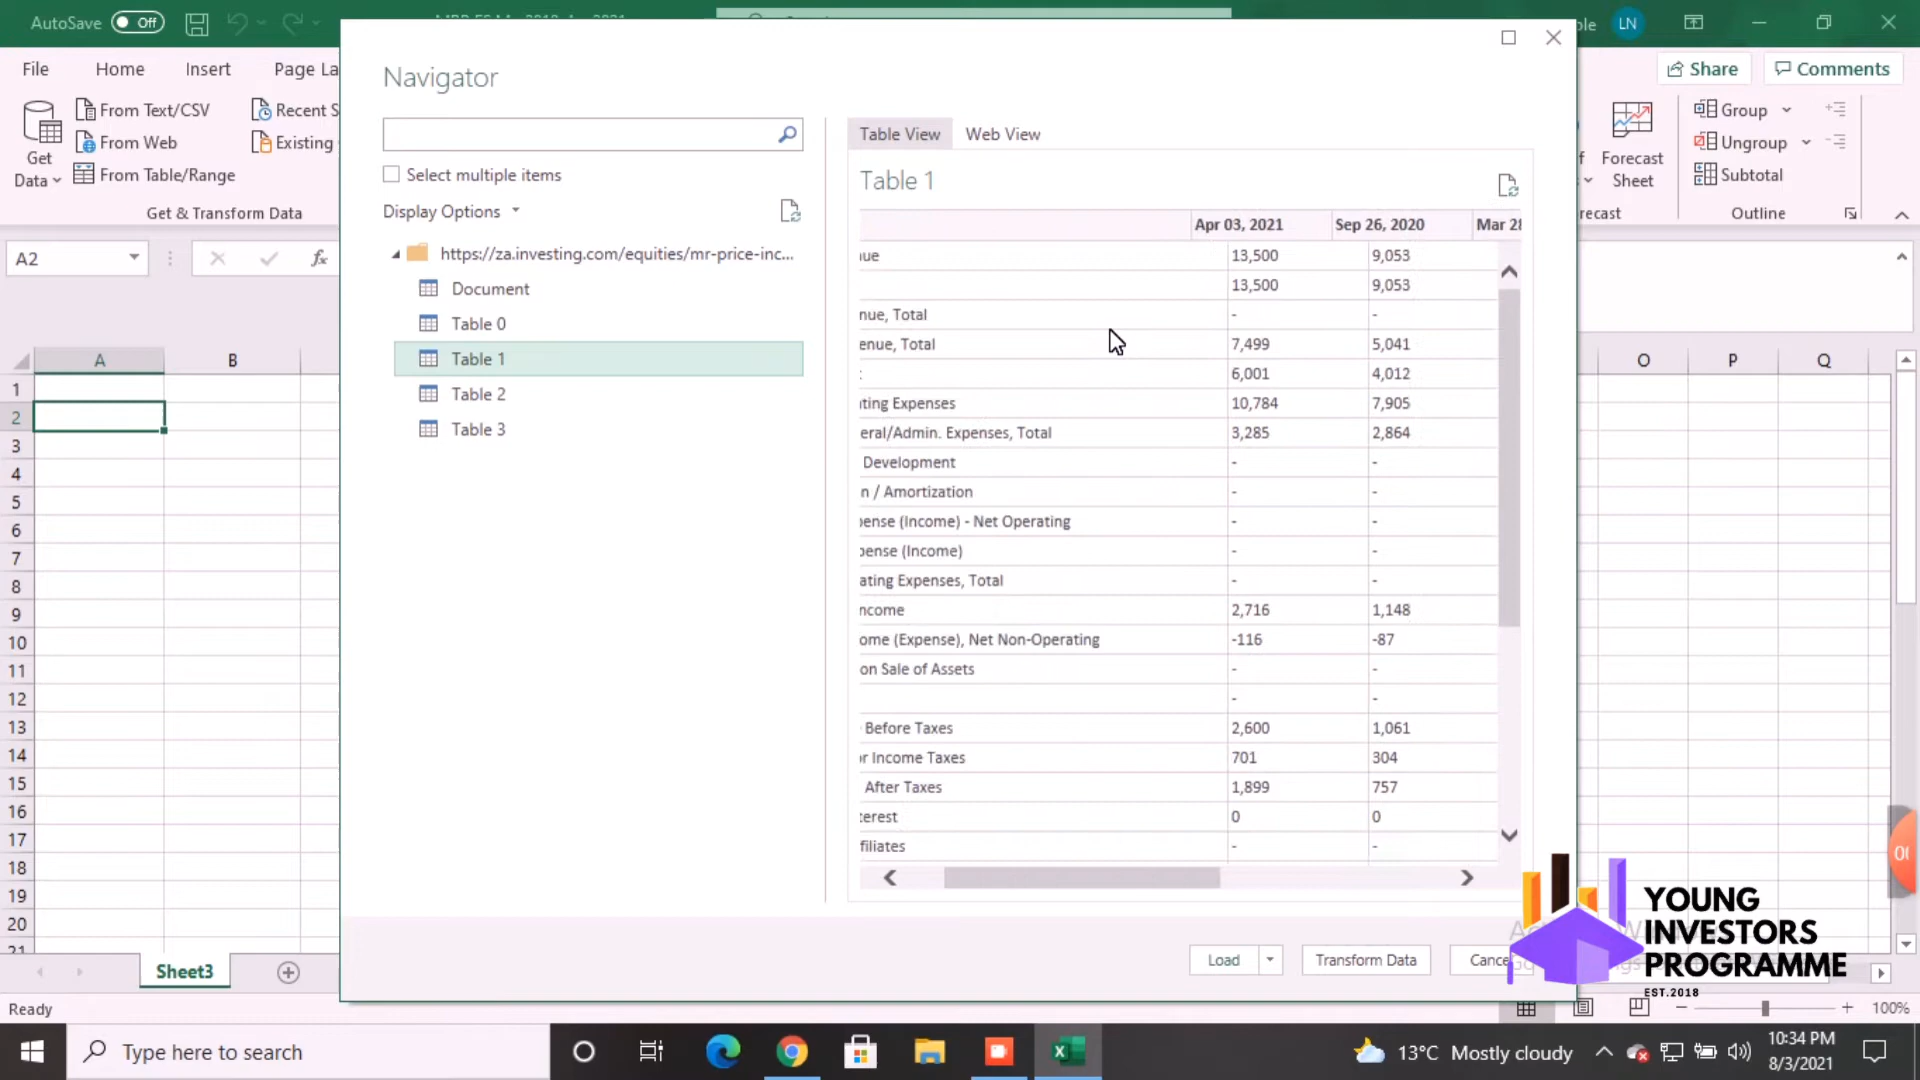 AutoSave Off
LN
File Home Insert Page La
Share Comments
Get
Data
From Text/CSV
From Web
From Table/Range
Recent S
Existing
Get & Transform Data
Forecast
Sheet
recast
Group
Ungroup
Subtotal
Outline
A2
fx
A B O P Q
1
2
3
4
5
6
7
8
9
10
11
12
13
14
15
16
17
18
19
20
21
Navigator
Select multiple items
Display Options
https://za.investing.com/equities/mr-price-inc...
Document
Table 0
Table 1
Table 2
Table 3
Table View Web View
Table 1
Apr 03, 2021 Sep 26, 2020 Mar 28
nue 13,500 9,053
13,500 9,053
nue, Total - -
enue, Total 7,499 5,041
: 6,001 4,012
ating Expenses 10,784 7,905
eral/Admin. Expenses, Total 3,285 2,864
Development - -
n / Amortization - -
pense (Income) - Net Operating - -
pense (Income) - -
ating Expenses, Total - -
ncome 2,716 1,148
ome (Expense), Net Non-Operating -116 -87
on Sale of Assets - -
-
Before Taxes 2,600 1,061
or Income Taxes 701 304
After Taxes 1,899 757
terest 0 0
ffiliates - -
Load Transform Data Cance
YOUNG
INVESTORS
PROGRAMME
EST.2018
Sheet3
Ready
100%
Type here to search
13°C Mostly cloudy
10:34 PM
8/3/2021